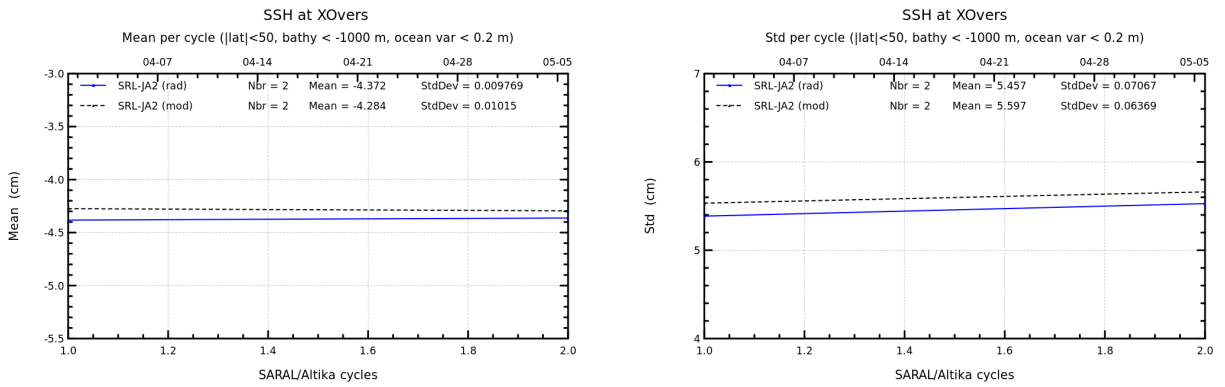 SSH at XOvers
Mean per cycle (|lat|<50, bathy < -1000 m, ocean var < 0.2 m)
04-07 04-14 04-21 04-28 05-05
SRL-JA2 (rad) Nbr = 2 Mean = -4.372 StdDev = 0.009769
SRL-JA2 (mod) Nbr = 2 Mean = -4.284 StdDev = 0.01015
-3.0
-3.5
-4.0
-4.5
-5.0
-5.5
Mean (cm)
1.0 1.2 1.4 1.6 1.8 2.0
SARAL/Altika cycles
SSH at XOvers
Std per cycle (|lat|<50, bathy < -1000 m, ocean var < 0.2 m)
04-07 04-14 04-21 04-28 05-05
SRL-JA2 (rad) Nbr = 2 Mean = 5.457 StdDev = 0.07067
SRL-JA2 (mod) Nbr = 2 Mean = 5.597 StdDev = 0.06369
7
6
5
4
Std (cm)
1.0 1.2 1.4 1.6 1.8 2.0
SARAL/Altika cycles